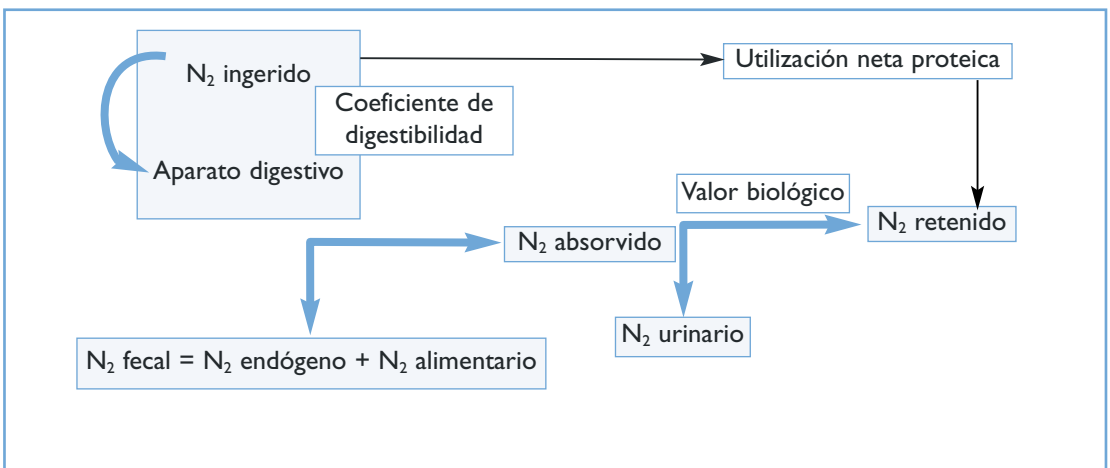 N₂ ingerido
Utilización neta proteica
Coeficiente de
digestibilidad
Aparato digestivo
Valor biológico
N₂ retenido
N₂ absorvido
N₂ urinario
N₂ fecal = N₂ endógeno + N₂ alimentario